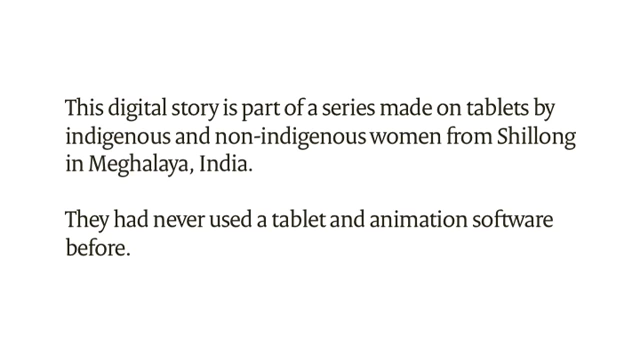 This digital story is part of a series made on tablets by
indigenous and non-indigenous women from Shillong
in Meghalaya, India.
They had never used a tablet and animation software
before.